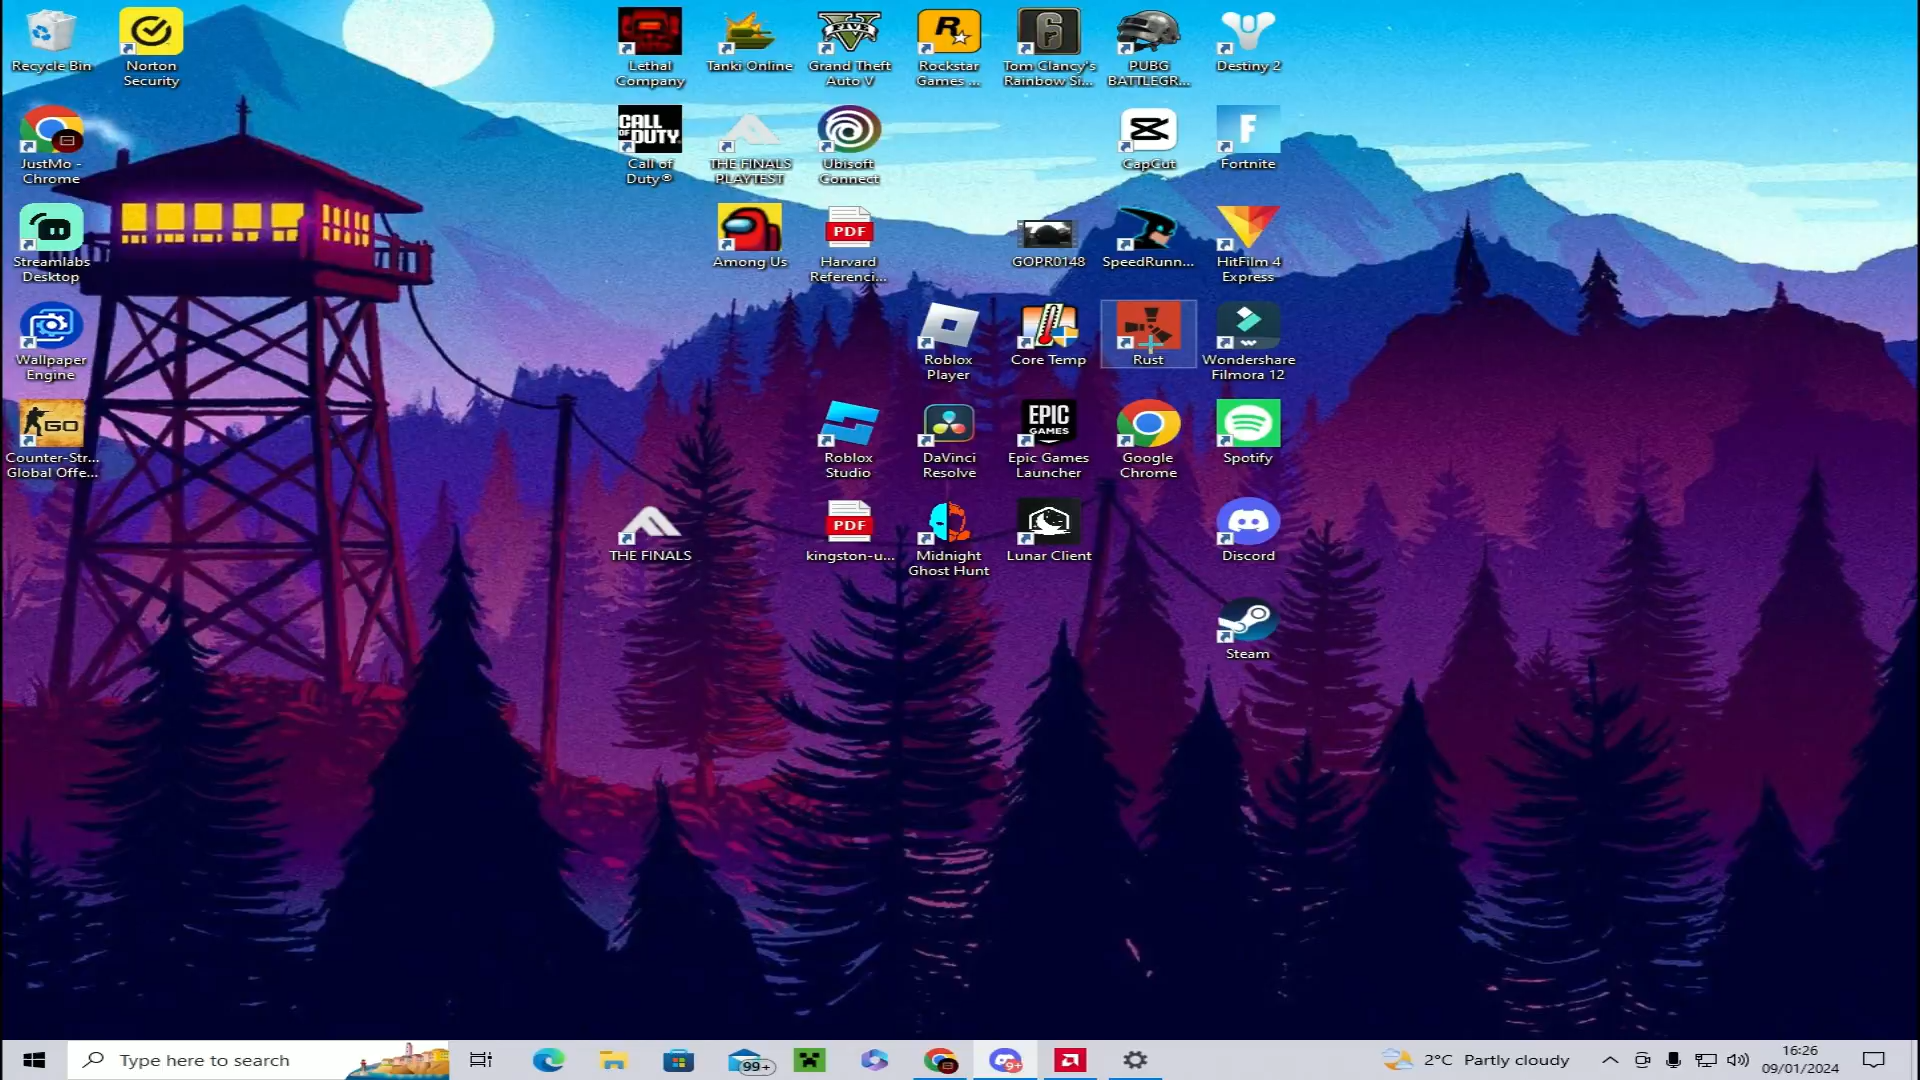 Recycle Bin
Norton
Security
Lethal
Company
Tanki Online
FIVE
Grand Theft
Auto V
R
Rockstar
Games ...
6
Tom Clancy's
Rainbow Si...
PUBG
BATTLEGR...
Destiny 2
JustMo -
Chrome
CALL
OF DUTY
Call of
Duty®
THE FINALS
PLAYTEST
Ubisoft
Connect
CapCut
F
Fortnite
Streamlabs
Desktop
Among Us
PDF
Harvard
Referenci...
GOPR0148
SpeedRunn...
HitFilm 4
Express
Wallpaper
Engine
Roblox
Player
Core Temp
Rust
Wondershare
Filmora 12
GO
Counter-Str...
Global Offe...
Roblox
Studio
DaVinci
Resolve
EPIC
GAMES
Epic Games
Launcher
Google
Chrome
Spotify
THE FINALS
PDF
kingston-u...
Midnight
Ghost Hunt
Lunar Client
Discord
Steam
Type here to search
99+
9+
2°C Partly cloudy
16:26
09/01/2024